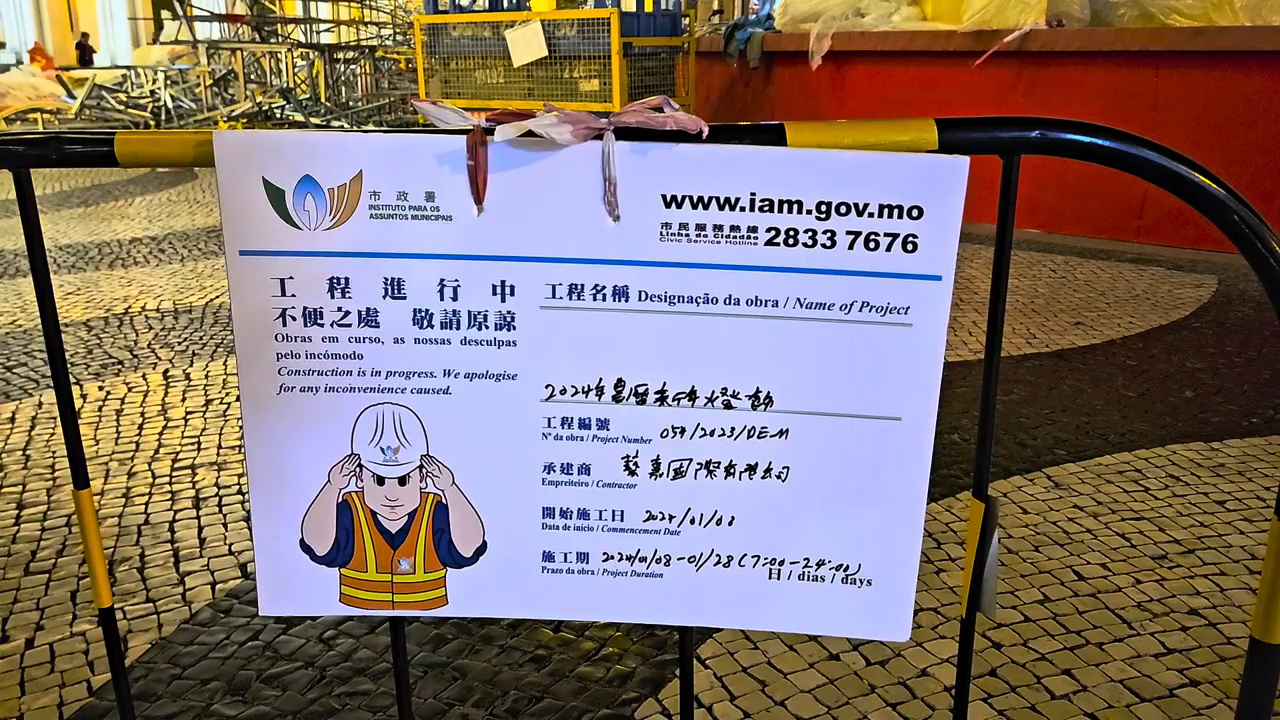 市政署
INSTITUTO PARA OS
ASSUNTOS MUNICIPAIS
www.iam.gov.mo
市民服務熱線
Linha do Cidadão
Civic Service Hotline
2833 7676
工程進行中
不便之處 敬請原諒
Obras em curso, as nossas desculpas
pelo incómodo
Construction is in progress. We apologise
for any inconvenience caused.
工程名稱 Designação da obra / Name of Project
2024年農曆新年燈飾
工程編號
Nº da obra / Project Number 054/2023/DEM
承建商
Empreiteiro / Contractor 藝嘉國際有限公司
開始施工日 2024/01/08
Data de início / Commencement Date
施工期 2024/01/08-01/28 (7:00-24:00)
Prazo da obra / Project Duration
日 / dias / days